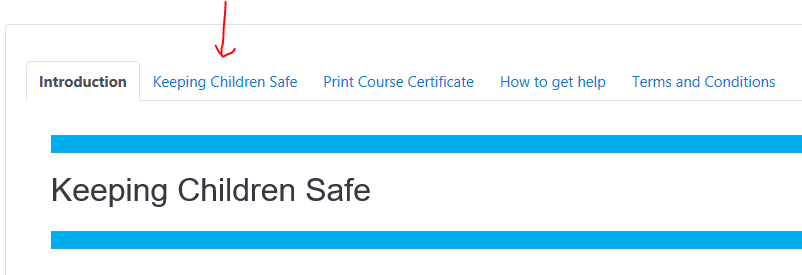 Introduction Keeping Children Safe Print Course Certificate How to get help Terms and Conditions
Keeping Children Safe